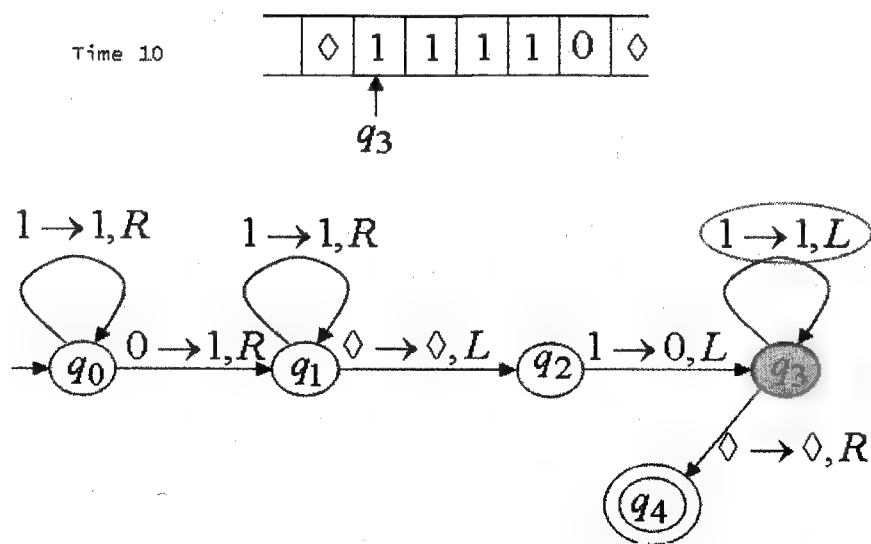 Time 10
◊ 1 1 1 1 0 ◊
q3
1 → 1, R
1 → 1, R
1 → 1, L
q0 0 → 1, R q1 ◊ → ◊, L q2 1 → 0, L q3
◊ → ◊, R
q4